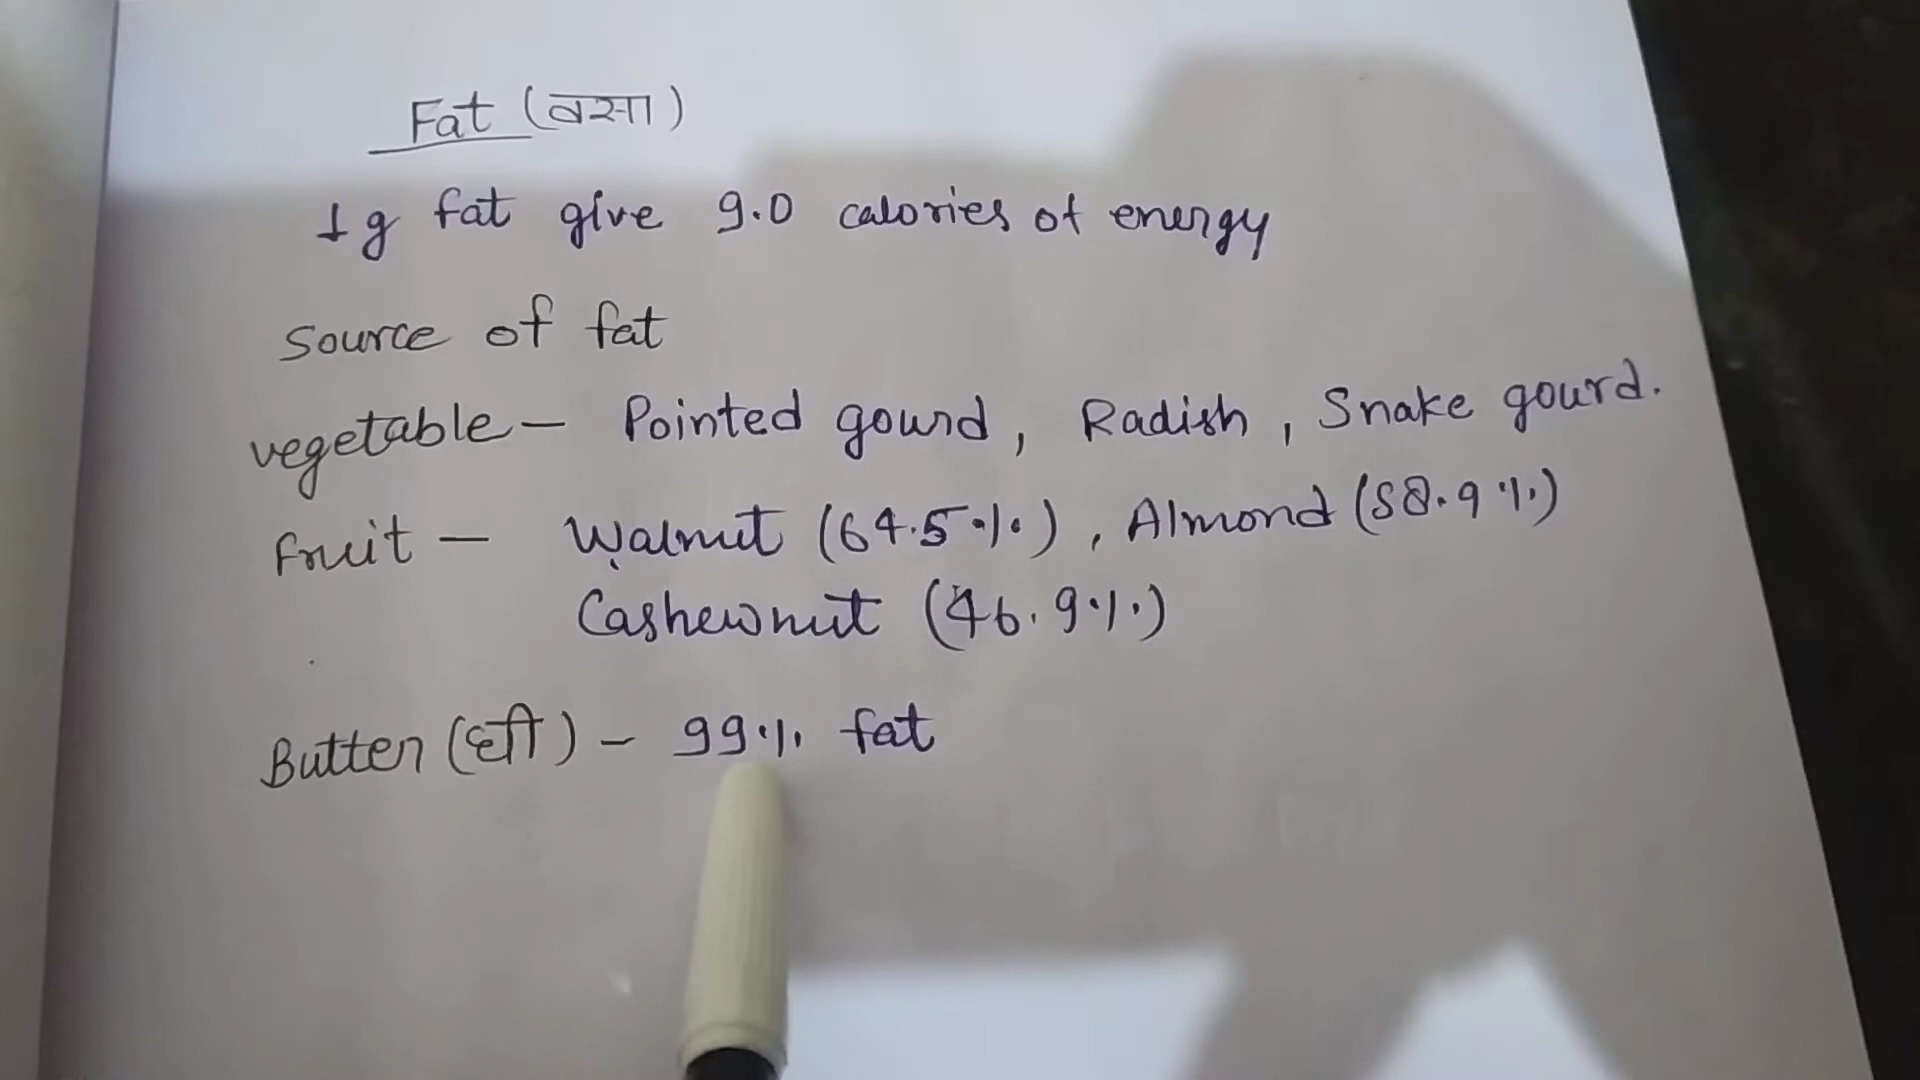 Fat (वसा)
1g fat give 9.0 calories of energy
Source of fat
vegetable - Pointed gourd, Radish, Snake gourd.
fruit - Walnut (64.5%), Almond (58.9%)
Cashewnut (46.9%)
Butter (घी) - 99% fat